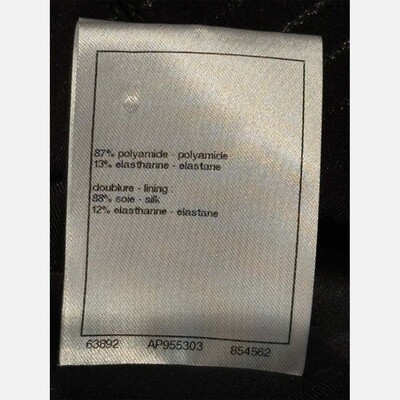 87% polyamide - polyamide
13% elasthanne - elastane
doublure - lining :
88% soie - silk
12% elasthanne - elastane
63892 AP955303 854562